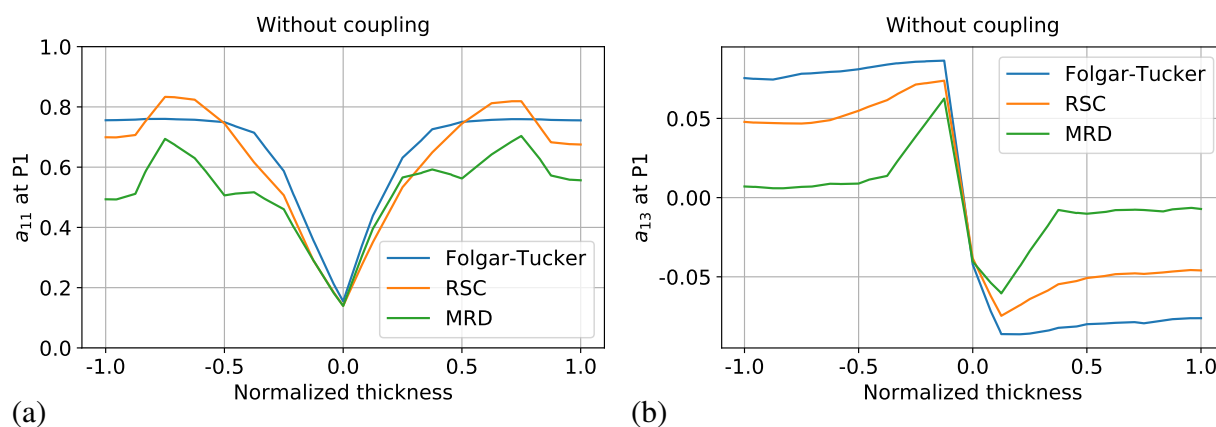 Without coupling
1.0
0.8
0.6
0.4
0.2
0.0
a11 at P1
Folgar-Tucker
RSC
MRD
-1.0 -0.5 0.0 0.5 1.0
Normalized thickness
(a)
Without coupling
0.05
0.00
-0.05
a13 at P1
Folgar-Tucker
RSC
MRD
-1.0 -0.5 0.0 0.5 1.0
Normalized thickness
(b)